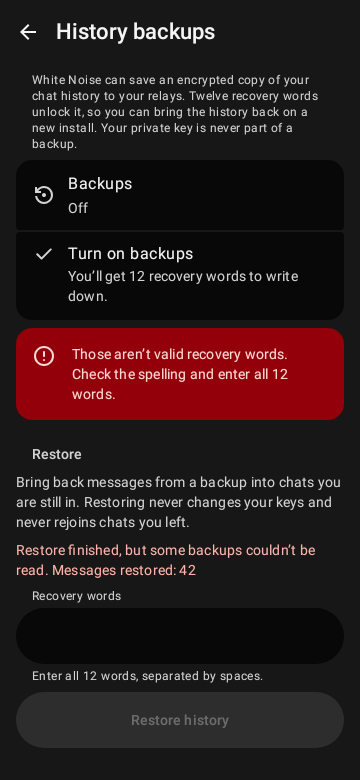 History backups
White Noise can save an encrypted copy of your
chat history to your relays. Twelve recovery words
unlock it, so you can bring the history back on a
new install. Your private key is never part of a
backup.
Backups
Off
Turn on backups
You’ll get 12 recovery words to write
down.
Those aren’t valid recovery words.
Check the spelling and enter all 12
words.
Restore
Bring back messages from a backup into chats you
are still in. Restoring never changes your keys and
never rejoins chats you left.
Restore finished, but some backups couldn’t be
read. Messages restored: 42
Recovery words
Enter all 12 words, separated by spaces.
Restore history